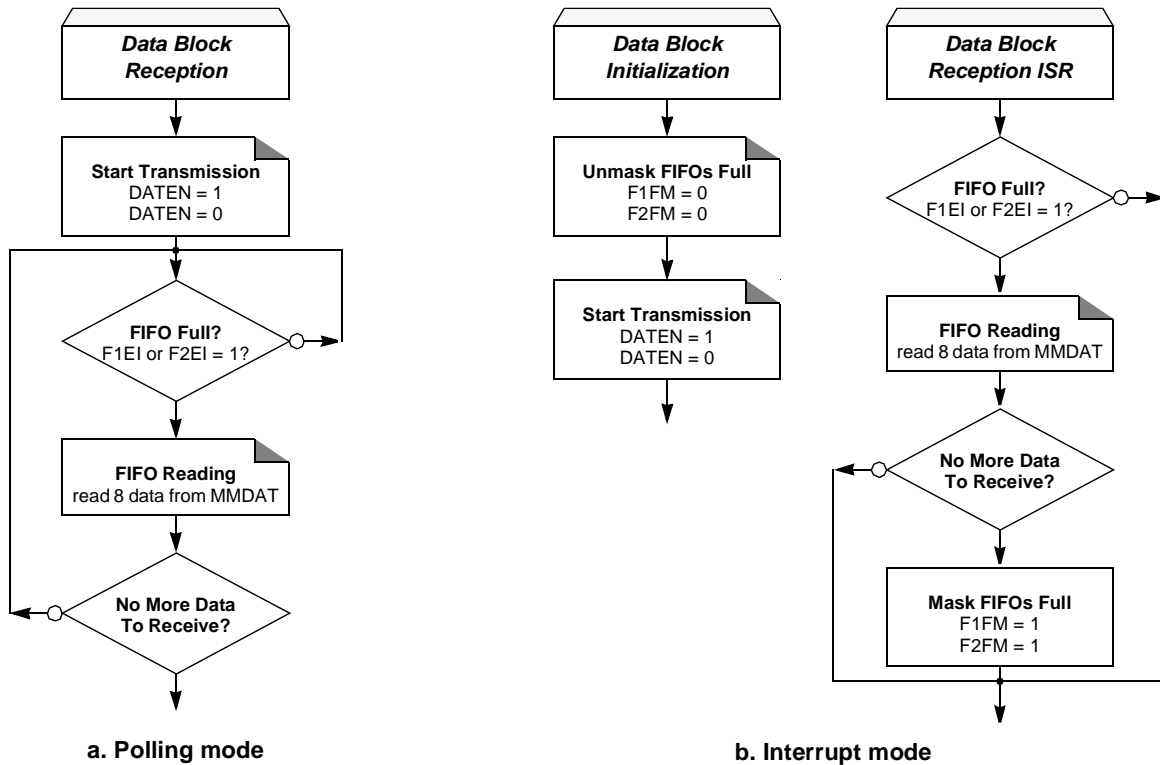 Data Block
Reception
Start Transmission
DATEN = 1
DATEN = 0
FIFO Full?
F1EI or F2EI = 1?
FIFO Reading
read 8 data from MMDAT
No More Data
To Receive?
a. Polling mode
Data Block
Initialization
Unmask FIFOs Full
F1FM = 0
F2FM = 0
Start Transmission
DATEN = 1
DATEN = 0
Data Block
Reception ISR
FIFO Full?
F1EI or F2EI = 1?
FIFO Reading
read 8 data from MMDAT
No More Data
To Receive?
Mask FIFOs Full
F1FM = 1
F2FM = 1
b. Interrupt mode